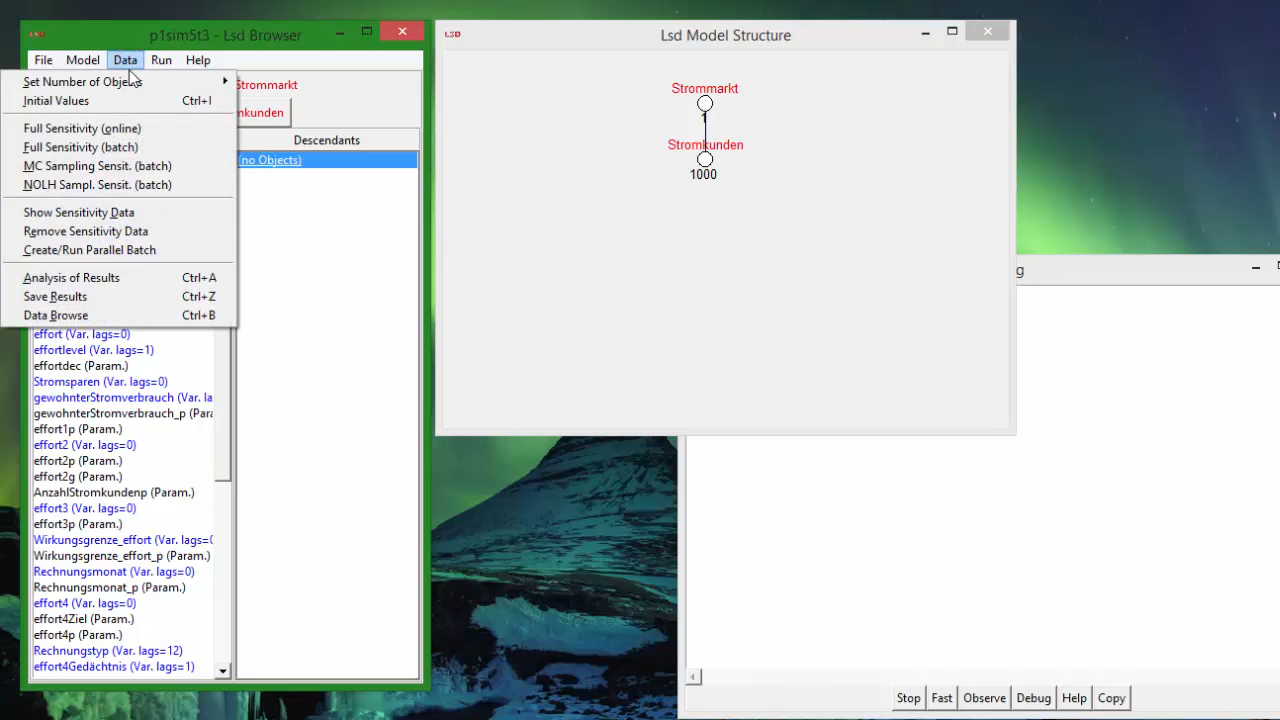 LSD
p1sim5t3 - Lsd Browser
File Model Data Run Help
Set Number of Objects
Initial Values Ctrl+I
Full Sensitivity (online)
Full Sensitivity (batch)
MC Sampling Sensit. (batch)
NOLH Sampl. Sensit. (batch)
Show Sensitivity Data
Remove Sensitivity Data
Create/Run Parallel Batch
Analysis of Results Ctrl+A
Save Results Ctrl+Z
Data Browse Ctrl+B
Strommarkt
nkunden
Descendants
(no Objects)
effort (Var. lags=0)
effortlevel (Var. lags=1)
effortdec (Param.)
Stromsparen (Var. lags=0)
gewohnterStromverbrauch (Var. la
gewohnterStromverbrauch_p (Para
effort1p (Param.)
effort2 (Var. lags=0)
effort2p (Param.)
effort2g (Param.)
AnzahlStromkundenp (Param.)
effort3 (Var. lags=0)
effort3p (Param.)
Wirkungsgrenze_effort (Var. lags=0
Wirkungsgrenze_effort_p (Param.)
Rechnungsmonat (Var. lags=0)
Rechnungsmonat_p (Param.)
effort4 (Var. lags=0)
effort4Ziel (Param.)
effort4p (Param.)
Rechnungstyp (Var. lags=12)
effort4Gedächtnis (Var. lags=1)
LSD
Lsd Model Structure
Strommarkt
1
Stromkunden
1000
g
Stop Fast Observe Debug Help Copy